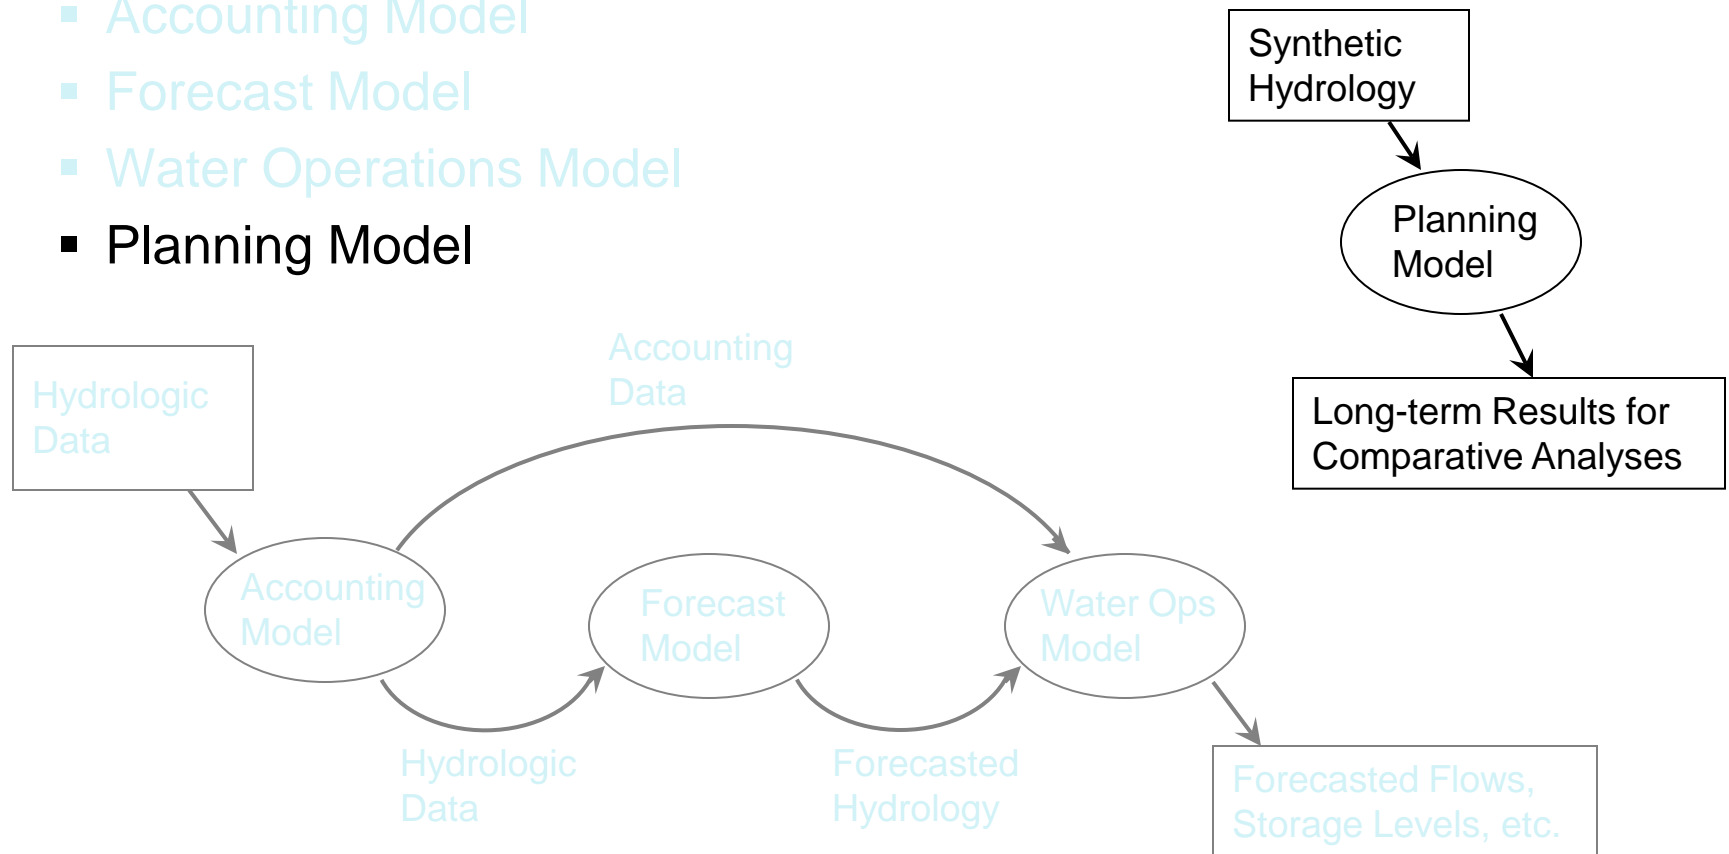 Accounting Model
Forecast Model
Water Operations Model
Planning Model
Synthetic
Hydrology
Planning
Model
Long-term Results for
Comparative Analyses
Hydrologic
Data
Accounting
Data
Accounting
Model
Forecast
Model
Water Ops
Model
Hydrologic
Data
Forecasted
Hydrology
Forecasted Flows,
Storage Levels, etc.